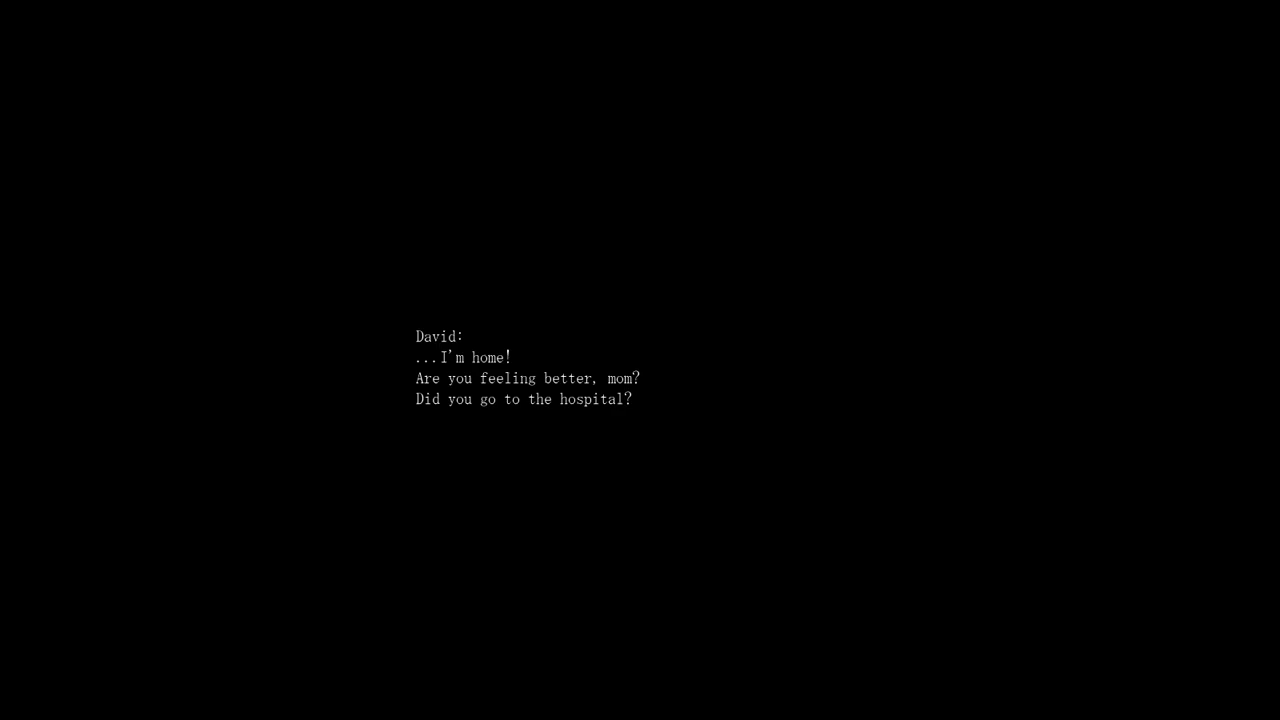 David:
...I'm home!
Are you feeling better, mom?
Did you go to the hospital?